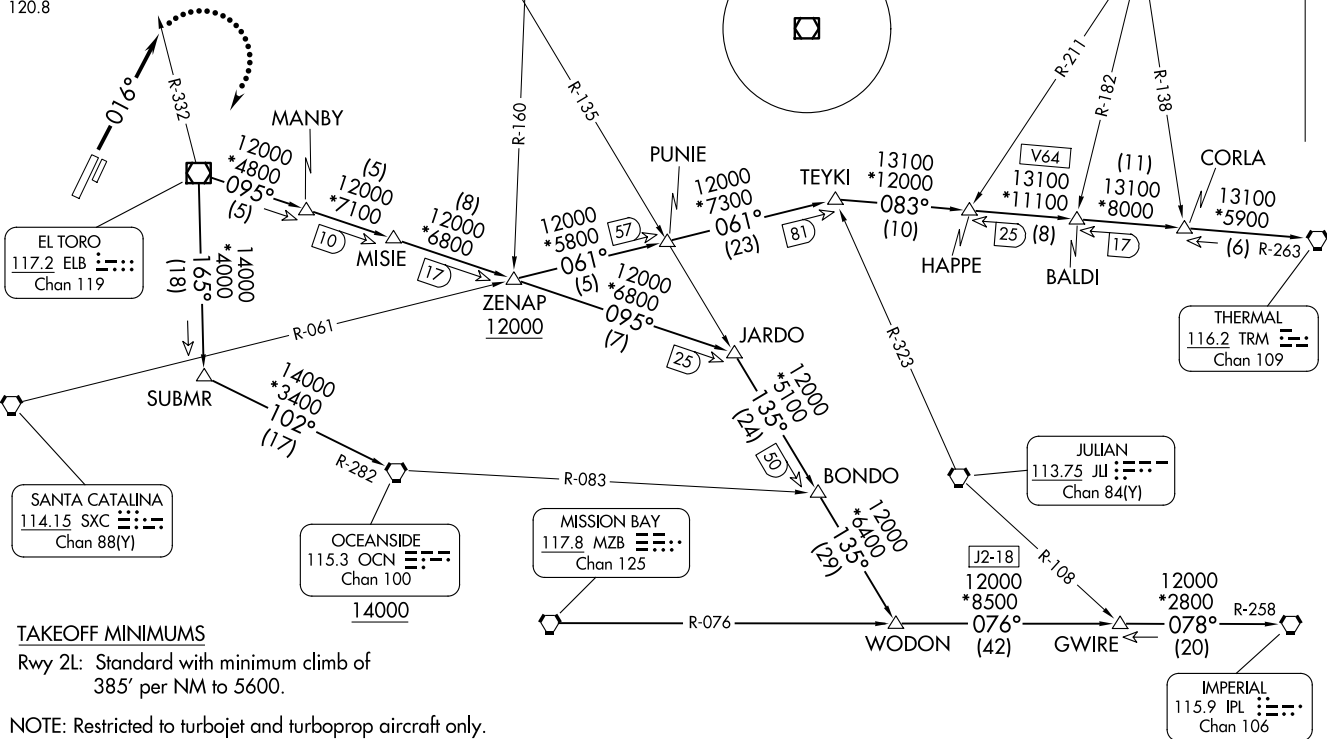 120.8
016°
R-332
R-160
R-135
R-211
R-182
R-138
MANBY
12000
*4800
095°
(5)
(5)
12000
*7100
10
MISIE
(8)
12000
*6800
17
ZENAP
12000
12000
*5800
061°
(5)
57
PUNIE
12000
*7300
061°
(23)
81
TEYKI
13100
*12000
083°
(10)
HAPPE
V64
13100
*11100
25
(8)
BALDI
(11)
13100
*8000
17
CORLA
13100
*5900
(6)
R-263
EL TORO
117.2 ELB
Chan 119
14000
*4000
165°
(18)
R-061
12000
*6800
095°
(7)
25
JARDO
THERMAL
116.2 TRM
Chan 109
SUBMR
14000
*3400
102°
(17)
R-282
R-083
12000
*5100
135°
(24)
50
BONDO
R-323
JULIAN
113.75 JLI
Chan 84(Y)
SANTA CATALINA
114.15 SXC
Chan 88(Y)
OCEANSIDE
115.3 OCN
Chan 100
14000
MISSION BAY
117.8 MZB
Chan 125
12000
*6400
135°
(29)
R-108
R-076
WODON
J2-18
12000
*8500
076°
(42)
GWIRE
12000
*2800
078°
(20)
R-258
IMPERIAL
115.9 IPL
Chan 106
TAKEOFF MINIMUMS
Rwy 2L: Standard with minimum climb of
385' per NM to 5600.
NOTE: Restricted to turbojet and turboprop aircraft only.